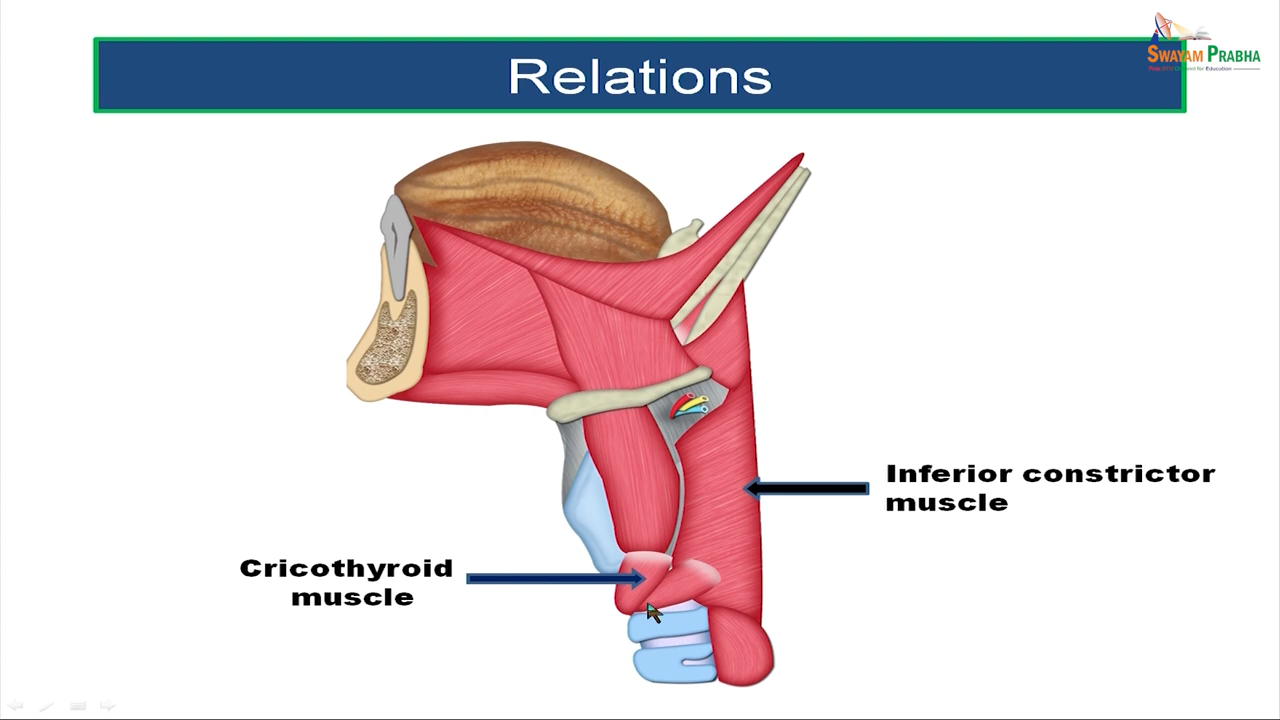 Relations
SWAYAM PRABHA
Inferior constrictor
muscle
Cricothyroid
muscle